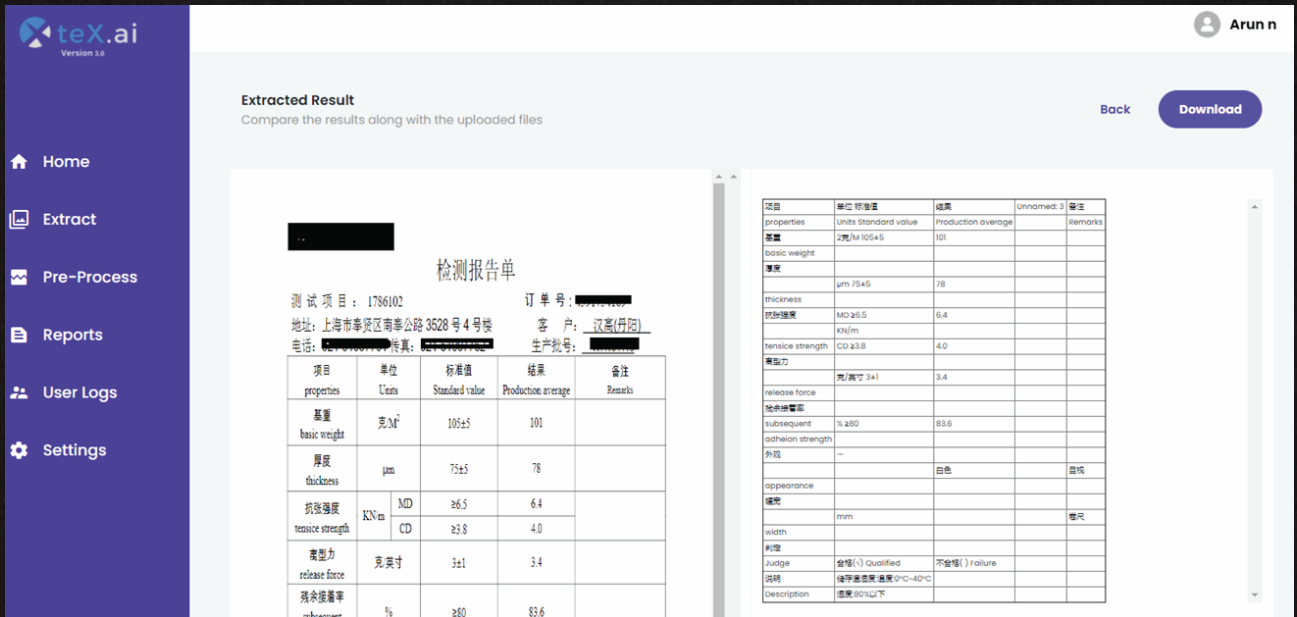 teX.ai
Version 3.0
Arun n
Home
Extract
Pre-Process
Reports
User Logs
Settings
Extracted Result
Compare the results along with the uploaded files
Back
Download
检测报告单
测 试 项 目 ： 1786102
订 单 号：
地址: 上海市奉贤区南奉公路 3528 号 4 号楼
客 户: 汉高(丹阳)
电话: 传真:
生产批号:
项目 单位 标准值 结果 备注
properties Units Standard value Production average Remarks
基重
basic weight
克/M² 105±5 101
厚度
thickness
μm 75±5 78
抗张强度
tensice strength
KN/m
MD ≥6.5 6.4
CD ≥3.8 4.0
离型力
release force
克/英寸 3±1 3.4
残余接着率
subsequent
% ≥80 83.6
项目 单位 标准值 结果 Unnamed: 3 备注
properties Units Standard value Production average Remarks
基重 2克/M 105±5 101
basic weight
厚度
μm 75±5 78
thickness
抗张强度 MD ≥6.5 6.4
KN/m
tensice strength CD ≥3.8 4.0
离型力
克/英寸 3±1 3.4
release force
残余接着率
subsequent % ≥80 83.6
adheion strength
外观 —
白色 目视
appearance
幅宽
mm 卷尺
width
判定
Judge 合格(√) Qualified 不合格( ) Failure
说明 储存温湿度:温度:0°C~40°C
Description 湿度:80%以下